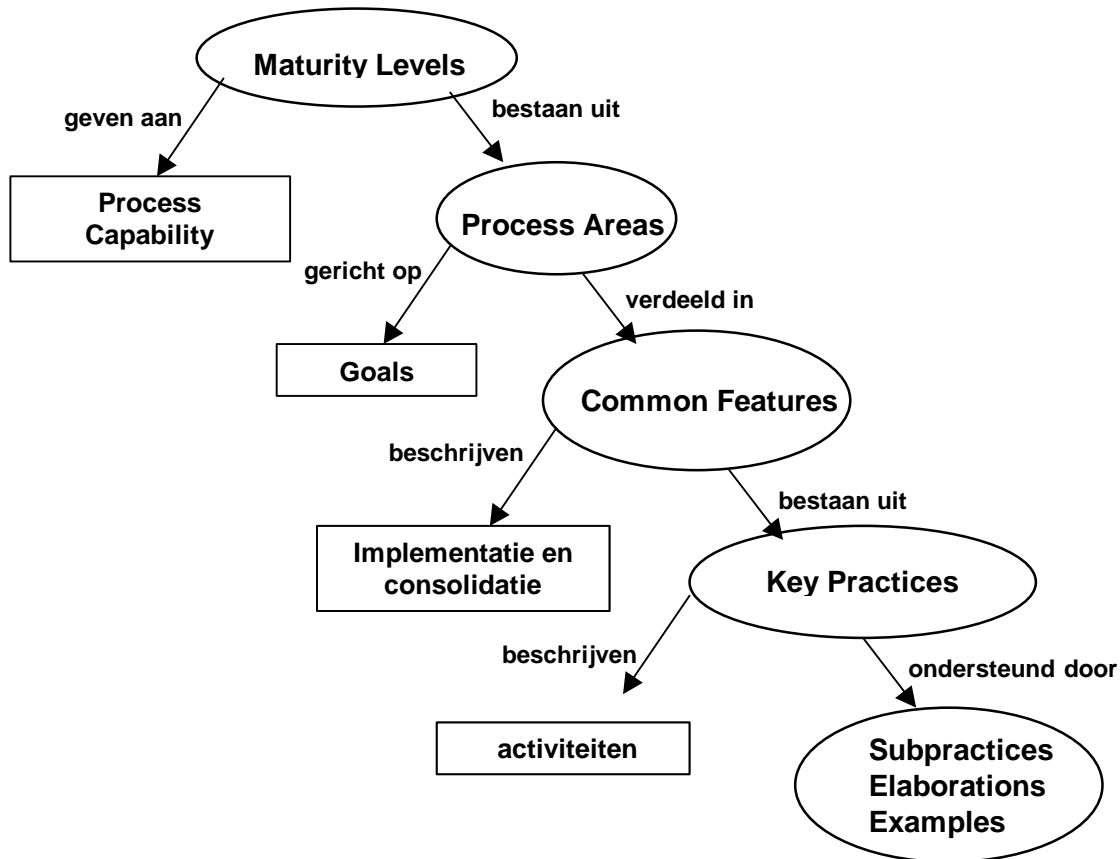 Maturity Levels
geven aan
bestaan uit
Process
Capability
Process Areas
gericht op
verdeeld in
Goals
Common Features
beschrijven
bestaan uit
Implementatie en
consolidatie
Key Practices
beschrijven
ondersteund door
activiteiten
Subpractices
Elaborations
Examples